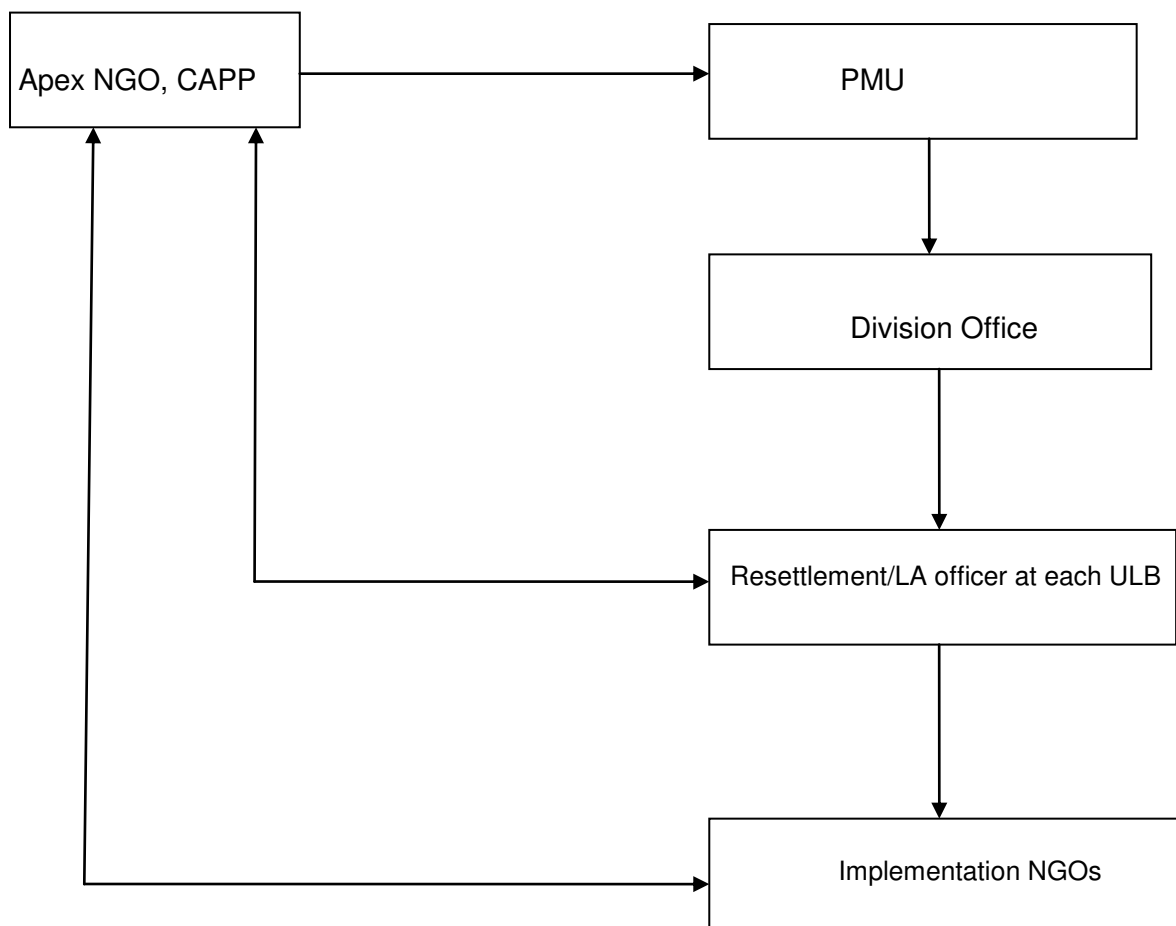 Apex NGO, CAPP
PMU
Division Office
Resettlement/LA officer at each ULB
Implementation NGOs